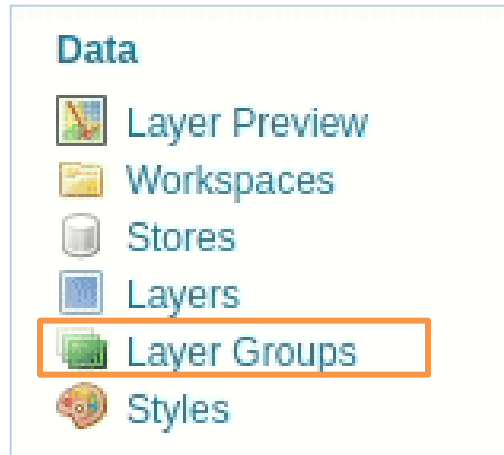 Data
Layer Preview
Workspaces
Stores
Layers
Layer Groups
Styles